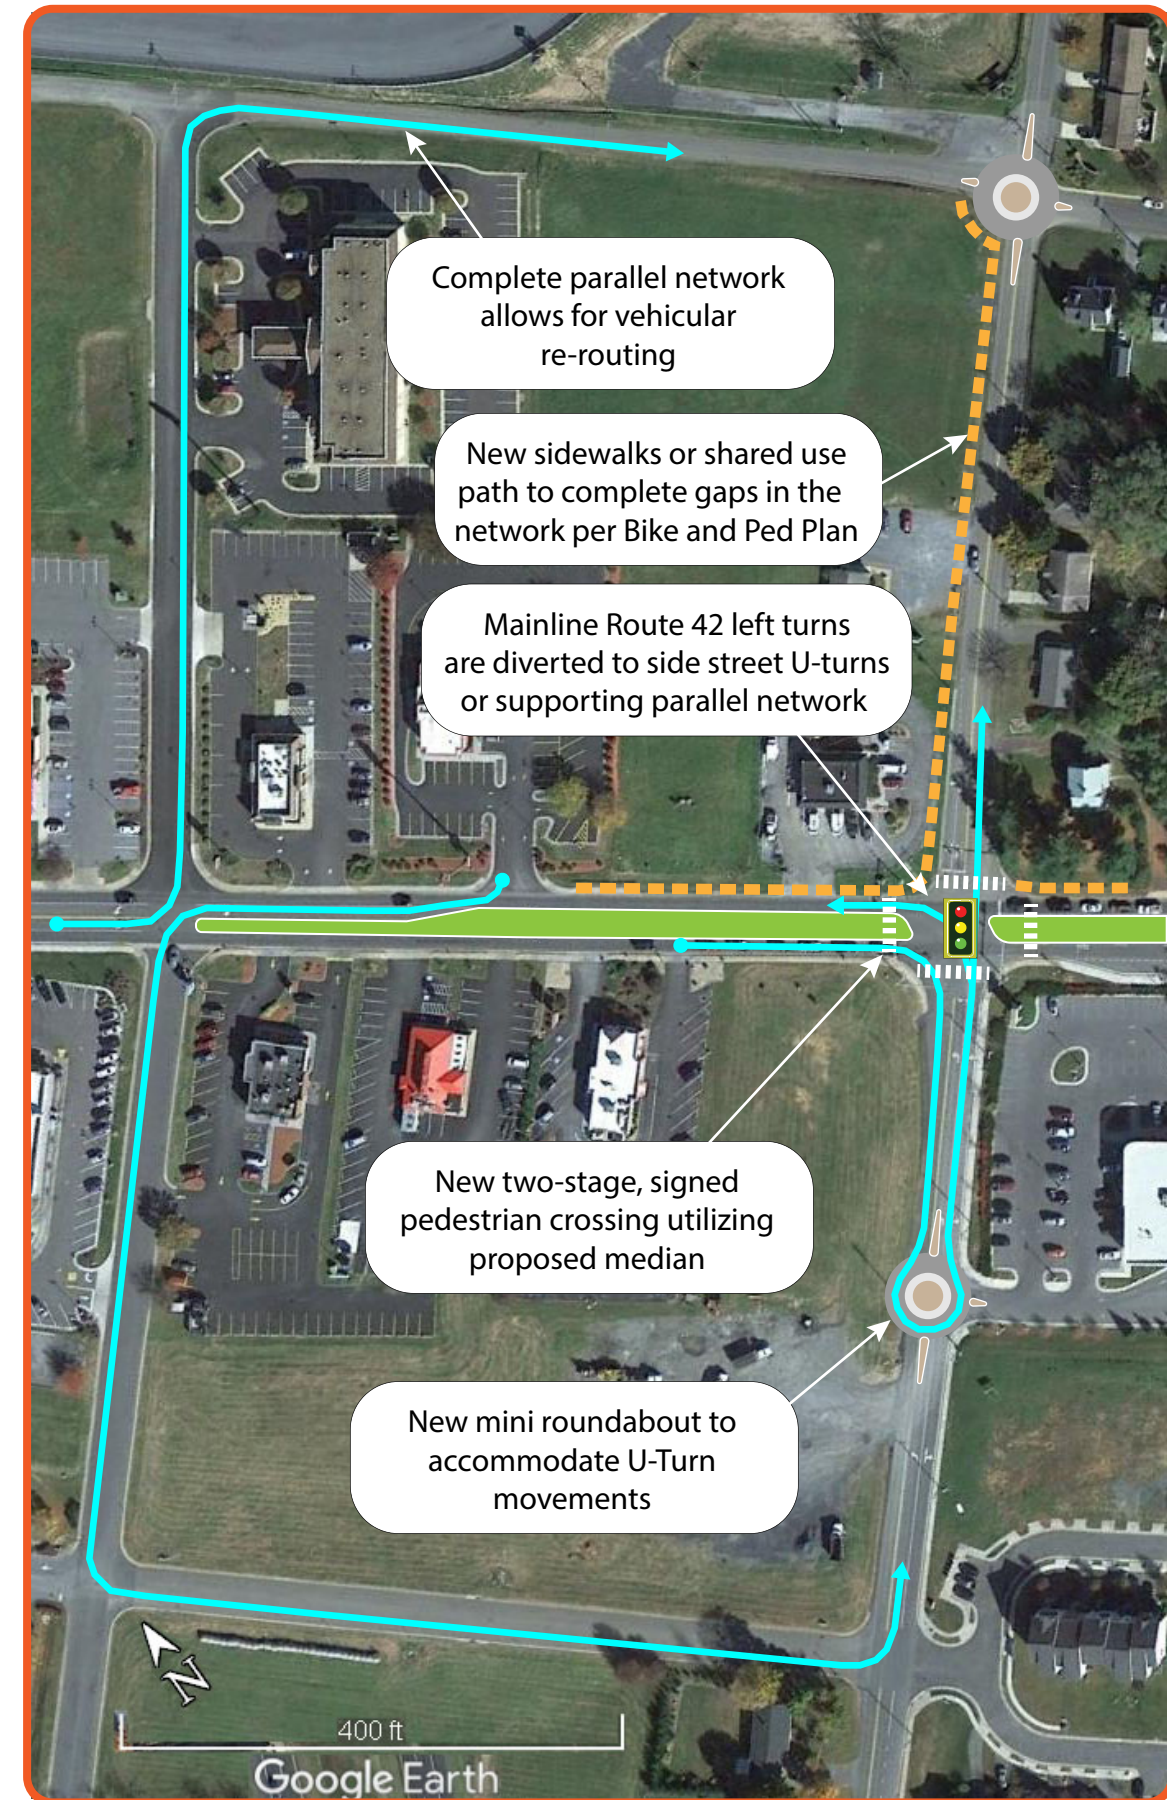 Complete parallel network
allows for vehicular
re-routing
New sidewalks or shared use
path to complete gaps in the
network per Bike and Ped Plan
Mainline Route 42 left turns
are diverted to side street U-turns
or supporting parallel network
New two-stage, signed
pedestrian crossing utilizing
proposed median
New mini roundabout to
accommodate U-Turn
movements
N
400 ft
Google Earth